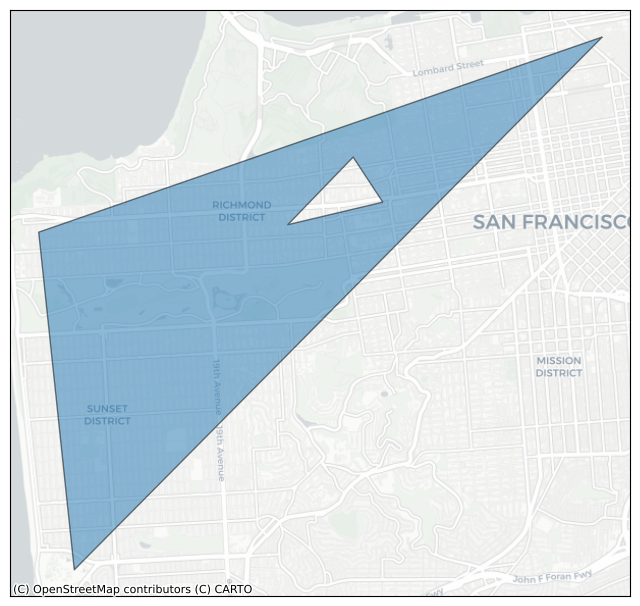 Lombard Street
RICHMOND
DISTRICT
SAN FRANCISCO
MISSION
DISTRICT
19th Avenue
SUNSET
DISTRICT
19th Avenue
John F Foran Fwy
Fwy
(C) OpenStreetMap contributors (C) CARTO